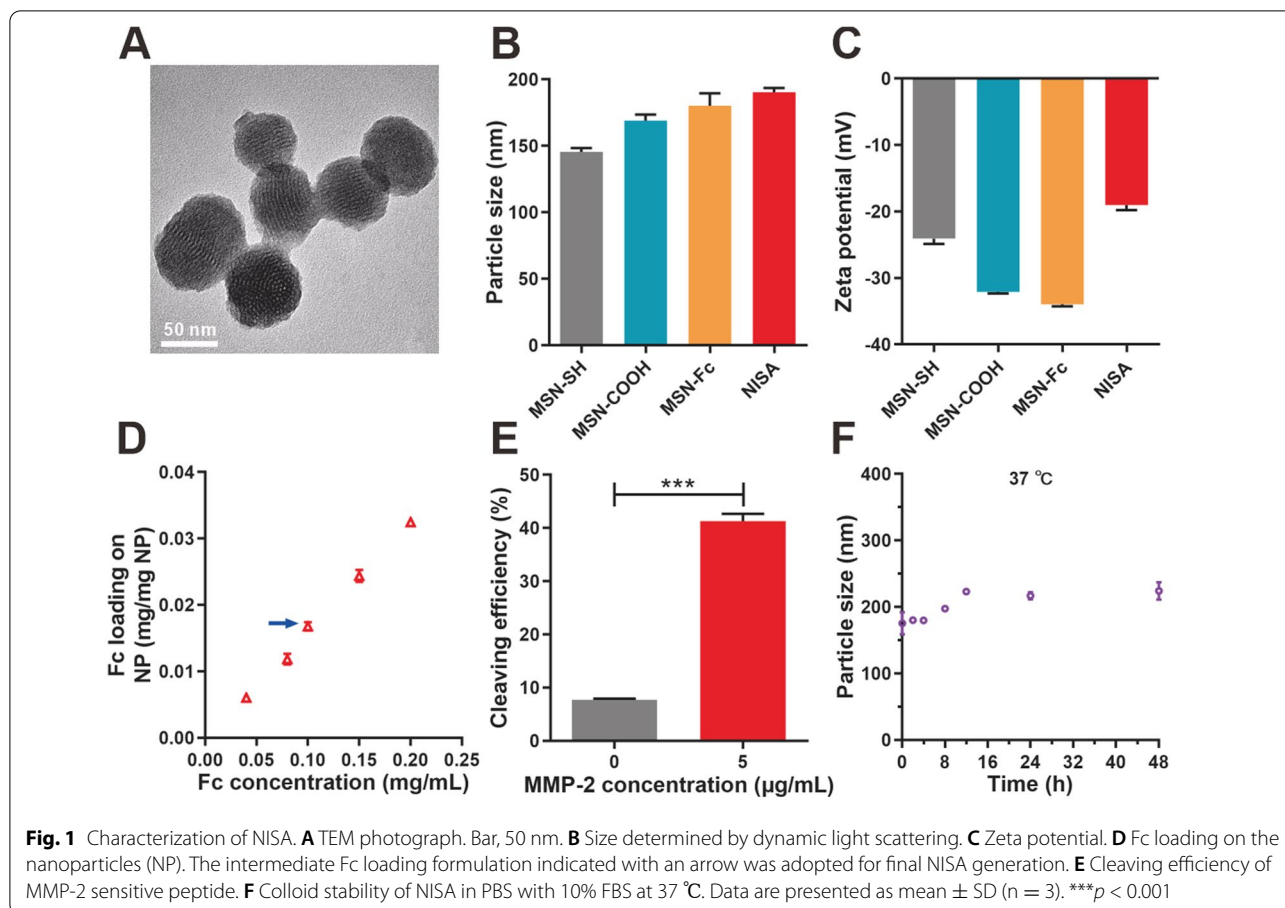 A
50 nm
B
Particle size (nm)
200
150
100
50
0
MSN-SH
MSN-COOH
MSN-Fc
NISA
C
Zeta potential (mV)
0
-10
-20
-30
-40
MSN-SH
MSN-COOH
MSN-Fc
NISA
D
Fc loading on
NP (mg/mg NP)
0.04
0.03
0.02
0.01
0.00
0.00 0.05 0.10 0.15 0.20 0.25
Fc concentration (mg/mL)
E
Cleaving efficiency (%)
50
40
30
20
10
0
***
0 5
MMP-2 concentration (µg/mL)
F
37 ℃
Particle size (nm)
400
300
200
100
0
0 8 16 24 32 40 48
Time (h)
Fig. 1 Characterization of NISA. A TEM photograph. Bar, 50 nm. B Size determined by dynamic light scattering. C Zeta potential. D Fc loading on the
nanoparticles (NP). The intermediate Fc loading formulation indicated with an arrow was adopted for final NISA generation. E Cleaving efficiency of
MMP-2 sensitive peptide. F Colloid stability of NISA in PBS with 10% FBS at 37 ℃. Data are presented as mean ± SD (n = 3). ***p < 0.001